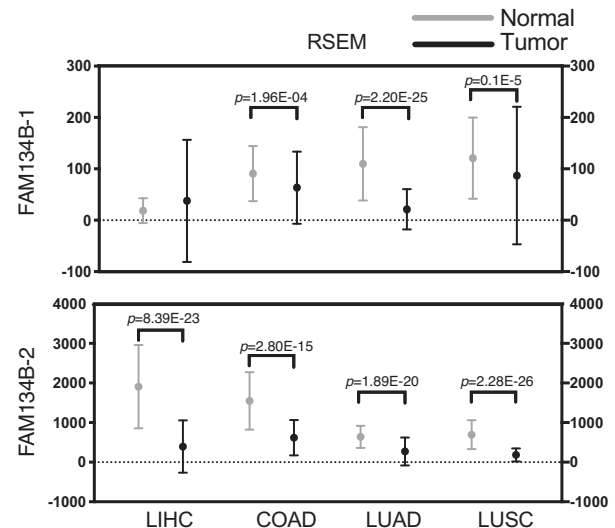 Normal
RSEM
Tumor
300
300
p=1.96E-04
p=2.20E-25
p=0.1E-5
200
200
100
100
0
0
-100
-100
FAM134B-1
4000
4000
p=8.39E-23
p=2.80E-15
3000
3000
2000
2000
p=1.89E-20
p=2.28E-26
1000
1000
0
0
-1000
-1000
FAM134B-2
LIHC
COAD
LUAD
LUSC